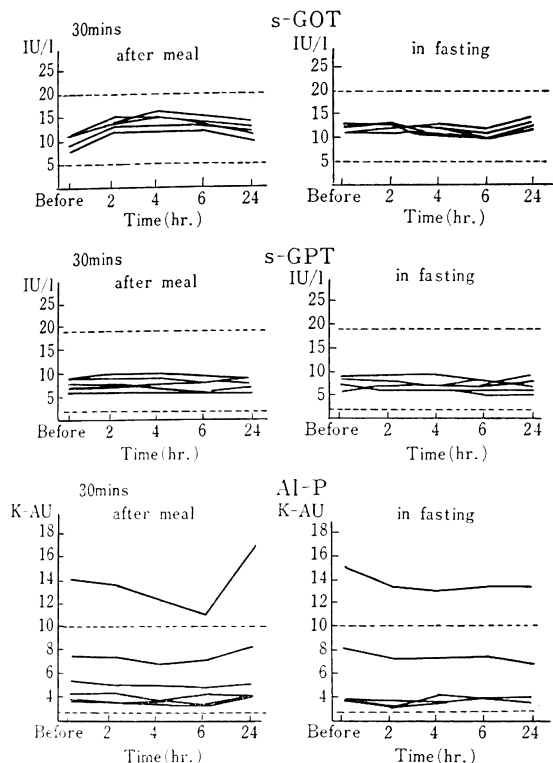 s-GOT
30mins
after meal
IU/l
25
20
15
10
5
Before 2 4 6 24
Time(hr.)
in fasting
IU/l
25
20
15
10
5
Before 2 4 6 24
Time(hr.)
s-GPT
30mins
after meal
IU/l
25
20
15
10
5
Before 2 4 6 24
Time(hr.)
in fasting
IU/l
25
20
15
10
5
Before 2 4 6 24
Time(hr.)
Al-P
30mins
after meal
K-AU
18
16
14
12
10
8
6
4
Before 2 4 6 24
Time(hr.)
in fasting
K-AU
18
16
14
12
10
8
6
4
Before 2 4 6 24
Time(hr.)